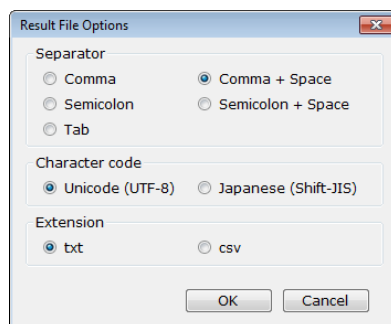 Result File Options
Separator
Comma
Comma + Space
Semicolon
Semicolon + Space
Tab
Character code
Unicode (UTF-8)
Japanese (Shift-JIS)
Extension
txt
csv
OK
Cancel